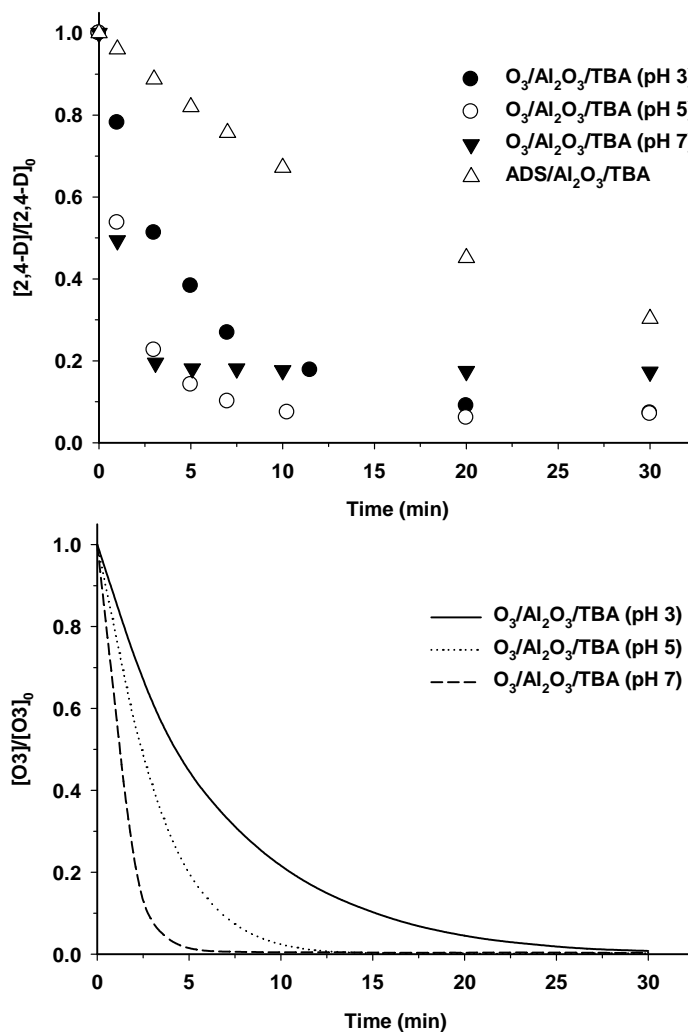 1.0
0.8
0.6
0.4
0.2
0.0
[2,4-D]/[2,4-D]₀
O₃/Al₂O₃/TBA (pH 3)
O₃/Al₂O₃/TBA (pH 5)
O₃/Al₂O₃/TBA (pH 7
ADS/Al₂O₃/TBA
0 5 10 15 20 25 30
Time (min)
1.0
0.8
0.6
0.4
0.2
0.0
[O3]/[O3]₀
O₃/Al₂O₃/TBA (pH 3)
O₃/Al₂O₃/TBA (pH 5)
O₃/Al₂O₃/TBA (pH 7)
0 5 10 15 20 25 30
Time (min)